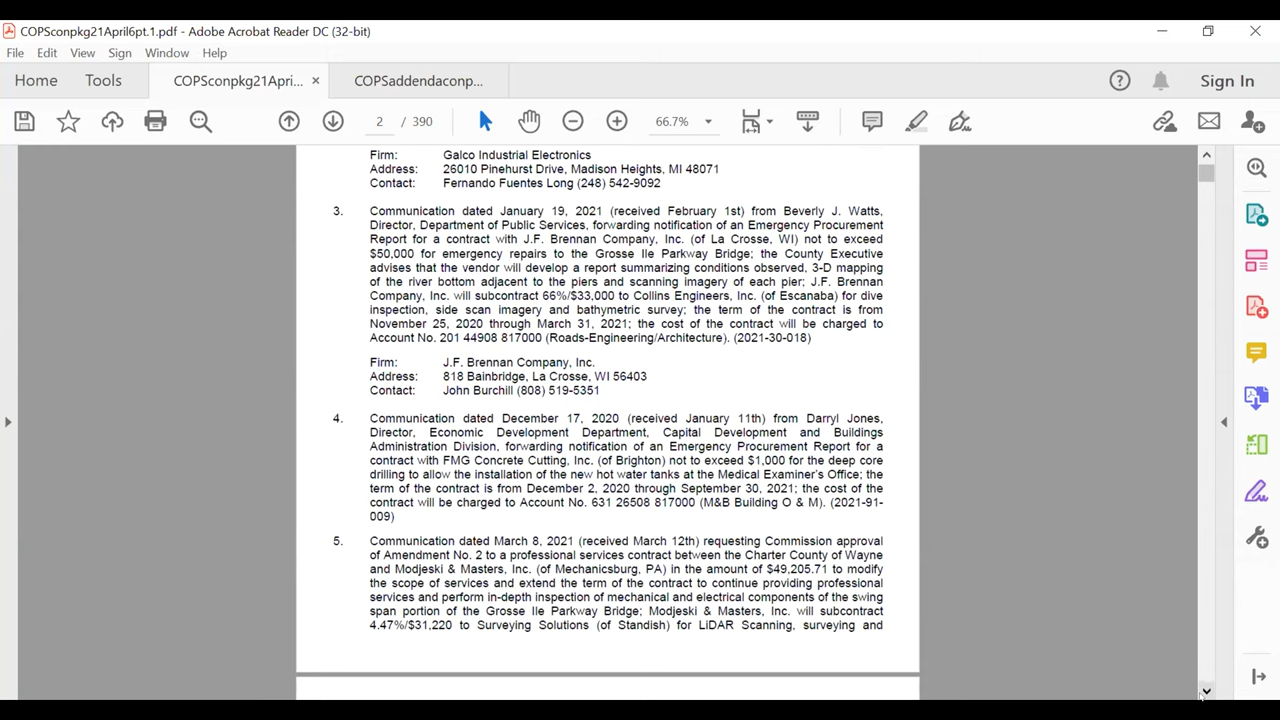 COPSconpkg21April6pt.1.pdf - Adobe Acrobat Reader DC (32-bit)
File Edit View Sign Window Help
Home Tools COPSconpkg21Apri... × COPSaddendaconp... Sign In
2 / 390 66.7%
Firm: Galco Industrial Electronics
Address: 26010 Pinehurst Drive, Madison Heights, MI 48071
Contact: Fernando Fuentes Long (248) 542-9092
3. Communication dated January 19, 2021 (received February 1st) from Beverly J. Watts,
Director, Department of Public Services, forwarding notification of an Emergency Procurement
Report for a contract with J.F. Brennan Company, Inc. (of La Crosse, WI) not to exceed
$50,000 for emergency repairs to the Grosse Ile Parkway Bridge; the County Executive
advises that the vendor will develop a report summarizing conditions observed, 3-D mapping
of the river bottom adjacent to the piers and scanning imagery of each pier; J.F. Brennan
Company, Inc. will subcontract 66%/$33,000 to Collins Engineers, Inc. (of Escanaba) for dive
inspection, side scan imagery and bathymetric survey; the term of the contract is from
November 25, 2020 through March 31, 2021; the cost of the contract will be charged to
Account No. 201 44908 817000 (Roads-Engineering/Architecture). (2021-30-018)
Firm: J.F. Brennan Company, Inc.
Address: 818 Bainbridge, La Crosse, WI 56403
Contact: John Burchill (808) 519-5351
4. Communication dated December 17, 2020 (received January 11th) from Darryl Jones,
Director, Economic Development Department, Capital Development and Buildings
Administration Division, forwarding notification of an Emergency Procurement Report for a
contract with FMG Concrete Cutting, Inc. (of Brighton) not to exceed $1,000 for the deep core
drilling to allow the installation of the new hot water tanks at the Medical Examiner's Office; the
term of the contract is from December 2, 2020 through September 30, 2021; the cost of the
contract will be charged to Account No. 631 26508 817000 (M&B Building O & M). (2021-91-
009)
5. Communication dated March 8, 2021 (received March 12th) requesting Commission approval
of Amendment No. 2 to a professional services contract between the Charter County of Wayne
and Modjeski & Masters, Inc. (of Mechanicsburg, PA) in the amount of $49,205.71 to modify
the scope of services and extend the term of the contract to continue providing professional
services and perform in-depth inspection of mechanical and electrical components of the swing
span portion of the Grosse Ile Parkway Bridge; Modjeski & Masters, Inc. will subcontract
4.47%/$31,220 to Surveying Solutions (of Standish) for LiDAR Scanning, surveying and